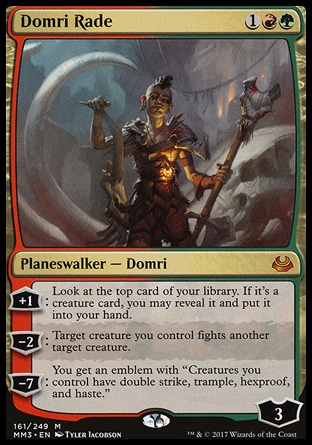 Domri Rade 1
Planeswalker — Domri
+1: Look at the top card of your library. If it's a
creature card, you may reveal it and put it
into your hand.
-2: Target creature you control fights another
target creature.
-7: You get an emblem with “Creatures you
control have double strike, trample, hexproof,
and haste.”
3
161/249 M
MM3 • EN Tyler Jacobson
™ & © 2017 Wizards of the Coast